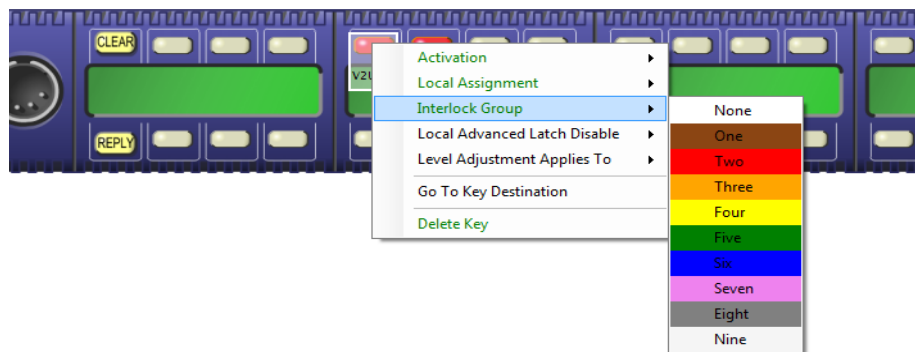 CLEAR
V2U
Activation
Local Assignment
Interlock Group
Local Advanced Latch Disable
Level Adjustment Applies To
Go To Key Destination
Delete Key
REPLY
None
One
Two
Three
Four
Five
Six
Seven
Eight
Nine